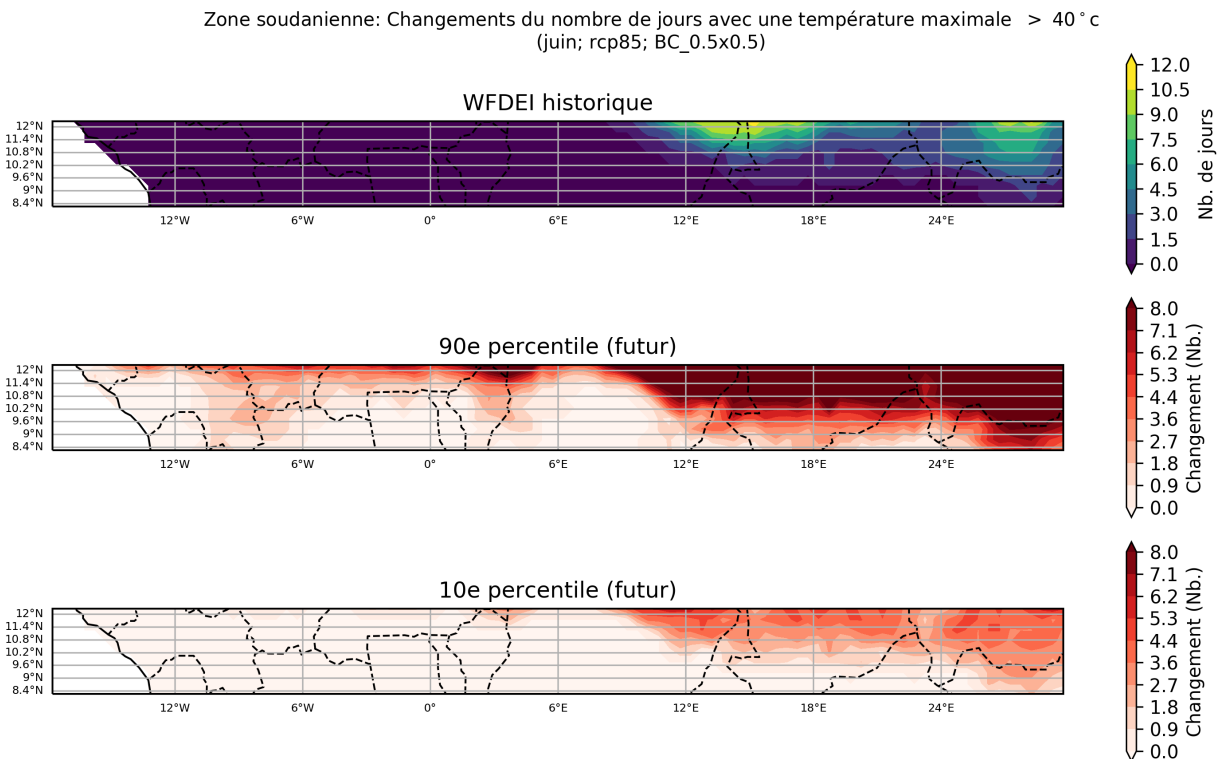 Zone soudanienne: Changements du nombre de jours avec une température maximale > 40°c
(juin; rcp85; BC_0.5x0.5)
WFDEI historique
12°N
11.4°N
10.8°N
10.2°N
9.6°N
9°N
8.4°N
12°W 6°W 0° 6°E 12°E 18°E 24°E
12.0
10.5
9.0
7.5
6.0
4.5
3.0
1.5
0.0
Nb. de jours
90e percentile (futur)
12°N
11.4°N
10.8°N
10.2°N
9.6°N
9°N
8.4°N
12°W 6°W 0° 6°E 12°E 18°E 24°E
8.0
7.1
6.2
5.3
4.4
3.6
2.7
1.8
0.9
0.0
Changement (Nb.)
10e percentile (futur)
12°N
11.4°N
10.8°N
10.2°N
9.6°N
9°N
8.4°N
12°W 6°W 0° 6°E 12°E 18°E 24°E
8.0
7.1
6.2
5.3
4.4
3.6
2.7
1.8
0.9
0.0
Changement (Nb.)